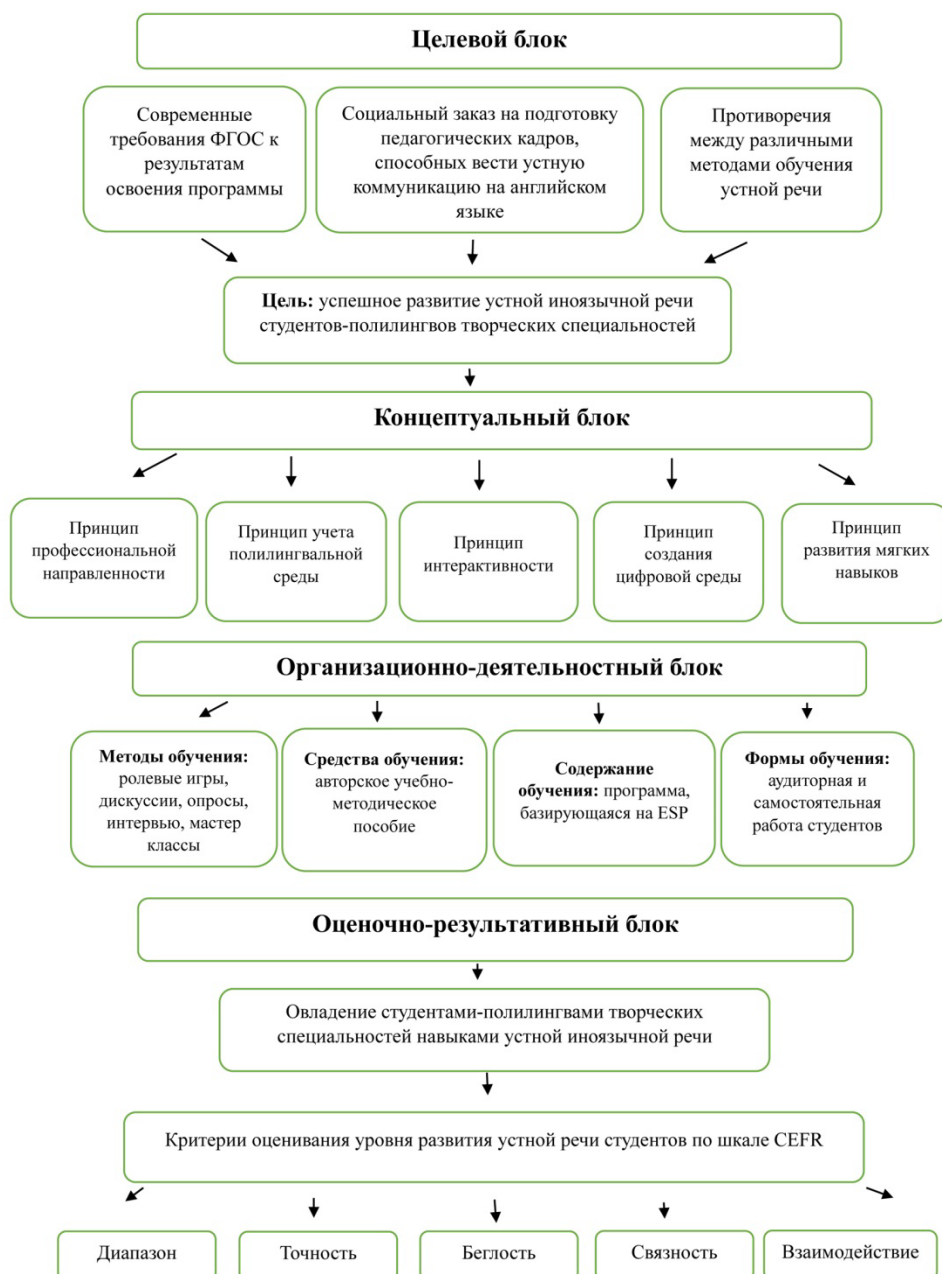 Целевой блок
Современные
требования ФГОС к
результатам
освоения программы
Социальный заказ на подготовку
педагогических кадров,
способных вести устную
коммуникацию на английском
языке
Противоречия
между различными
методами обучения
устной речи
Цель: успешное развитие устной иноязычной речи
студентов-полилингвов творческих специальностей
Концептуальный блок
Принцип
профессиональной
направленности
Принцип учета
полилингвальной
среды
Принцип
интерактивности
Принцип
создания
цифровой среды
Принцип
развития мягких
навыков
Организационно-деятельностный блок
Методы обучения:
ролевые игры,
дискуссии, опросы,
интервью, мастер
классы
Средства обучения:
авторское учебно-
методическое
пособие
Содержание
обучения: программа,
базирующаяся на ESP
Формы обучения:
аудиторная и
самостоятельная
работа студентов
Оценочно-результативный блок
Овладение студентами-полилингвами творческих
специальностей навыками устной иноязычной речи
Критерии оценивания уровня развития устной речи студентов по шкале CEFR
Диапазон
Точность
Беглость
Связность
Взаимодействие